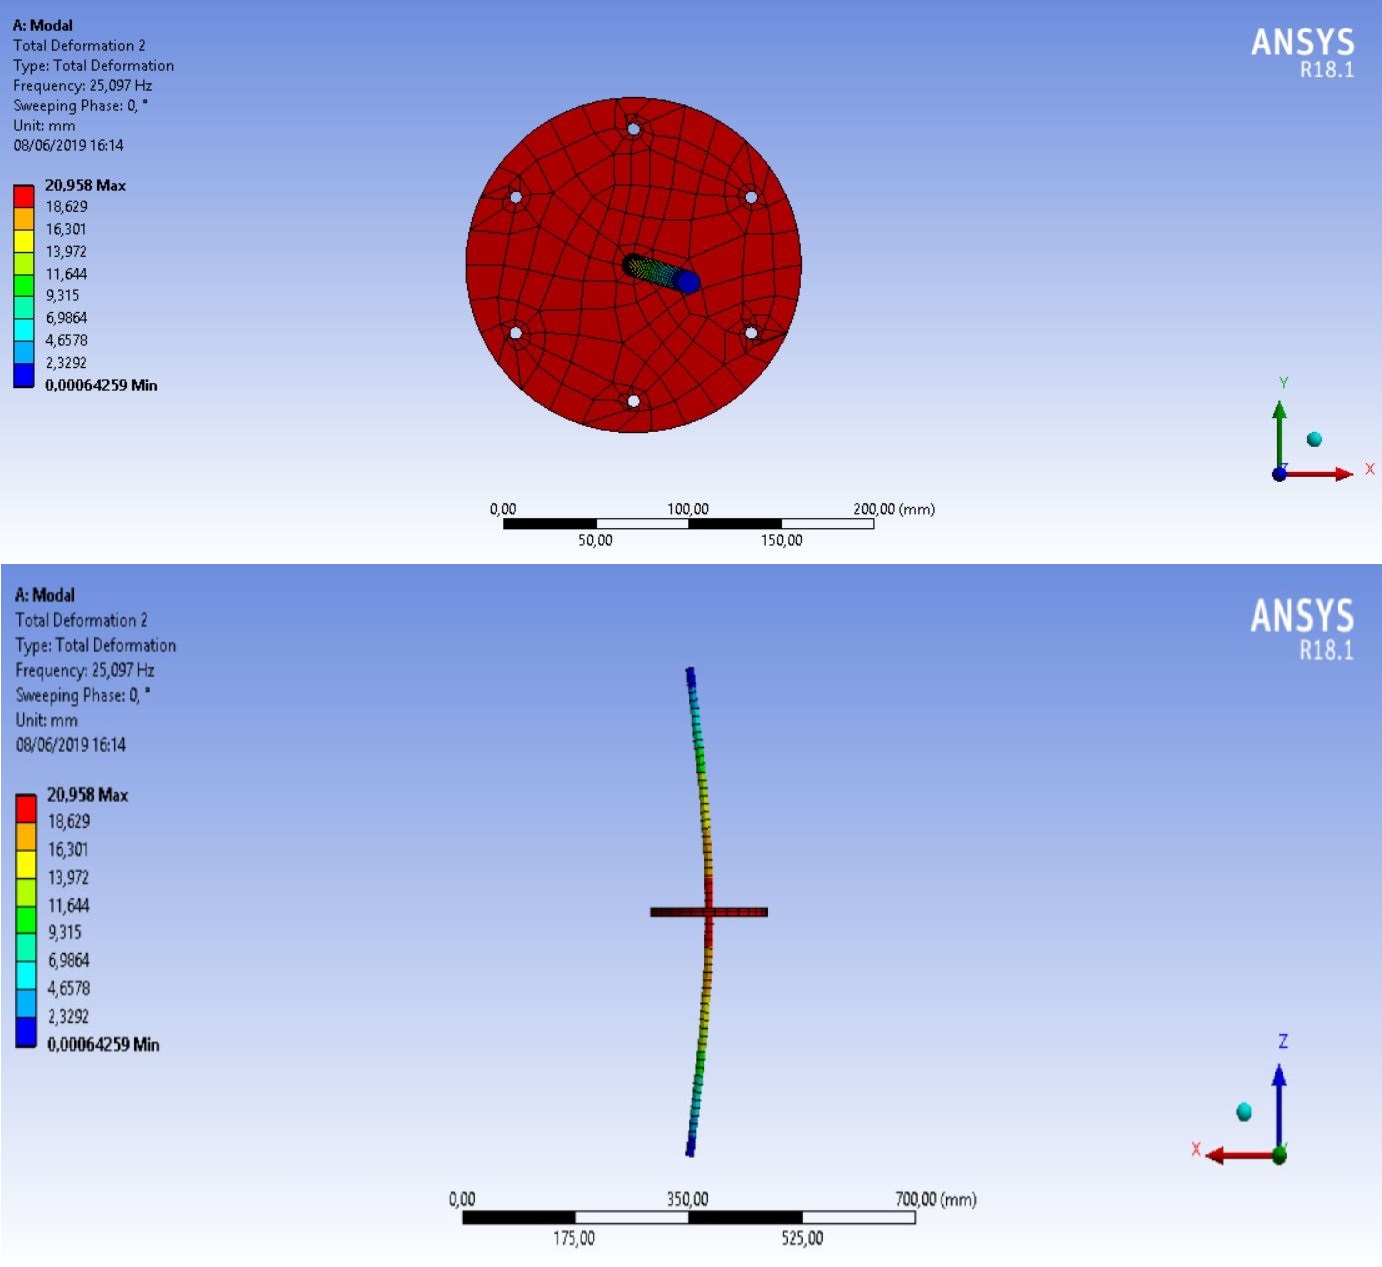 A: Modal
Total Deformation 2
Type: Total Deformation
Frequency: 25,097 Hz
Sweeping Phase: 0, °
Unit: mm
08/06/2019 16:14
20,958 Max
18,629
16,301
13,972
11,644
9,315
6,9864
4,6578
2,3292
0,00064259 Min
ANSYS
R18.1
Y
Z
X
0,00 100,00 200,00 (mm)
50,00 150,00
A: Modal
Total Deformation 2
Type: Total Deformation
Frequency: 25,097 Hz
Sweeping Phase: 0, °
Unit: mm
08/06/2019 16:14
20,958 Max
18,629
16,301
13,972
11,644
9,315
6,9864
4,6578
2,3292
0,00064259 Min
ANSYS
R18.1
Z
X
0,00 350,00 700,00 (mm)
175,00 525,00